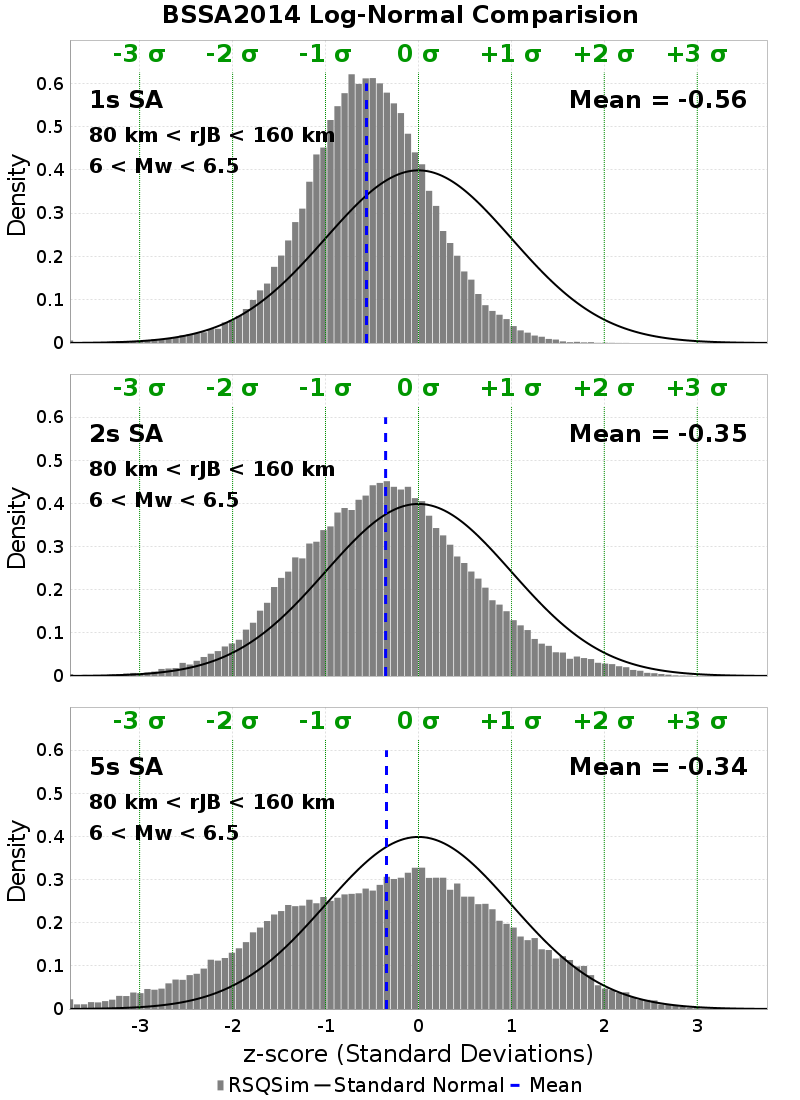 BSSA2014 Log-Normal Comparision
-3 σ -2 σ -1 σ 0 σ +1 σ +2 σ +3 σ
0.6
1s SA Mean = -0.56
0.5
80 km < rJB < 160 km
6 < Mw < 6.5
0.4
0.3
Density
0.2
0.1
0
-3 σ -2 σ -1 σ 0 σ +1 σ +2 σ +3 σ
0.6
2s SA Mean = -0.35
0.5
80 km < rJB < 160 km
6 < Mw < 6.5
0.4
0.3
Density
0.2
0.1
0
-3 σ -2 σ -1 σ 0 σ +1 σ +2 σ +3 σ
0.6
5s SA Mean = -0.34
0.5
80 km < rJB < 160 km
6 < Mw < 6.5
0.4
0.3
Density
0.2
0.1
0
-3 -2 -1 0 1 2 3
z-score (Standard Deviations)
RSQSim Standard Normal Mean